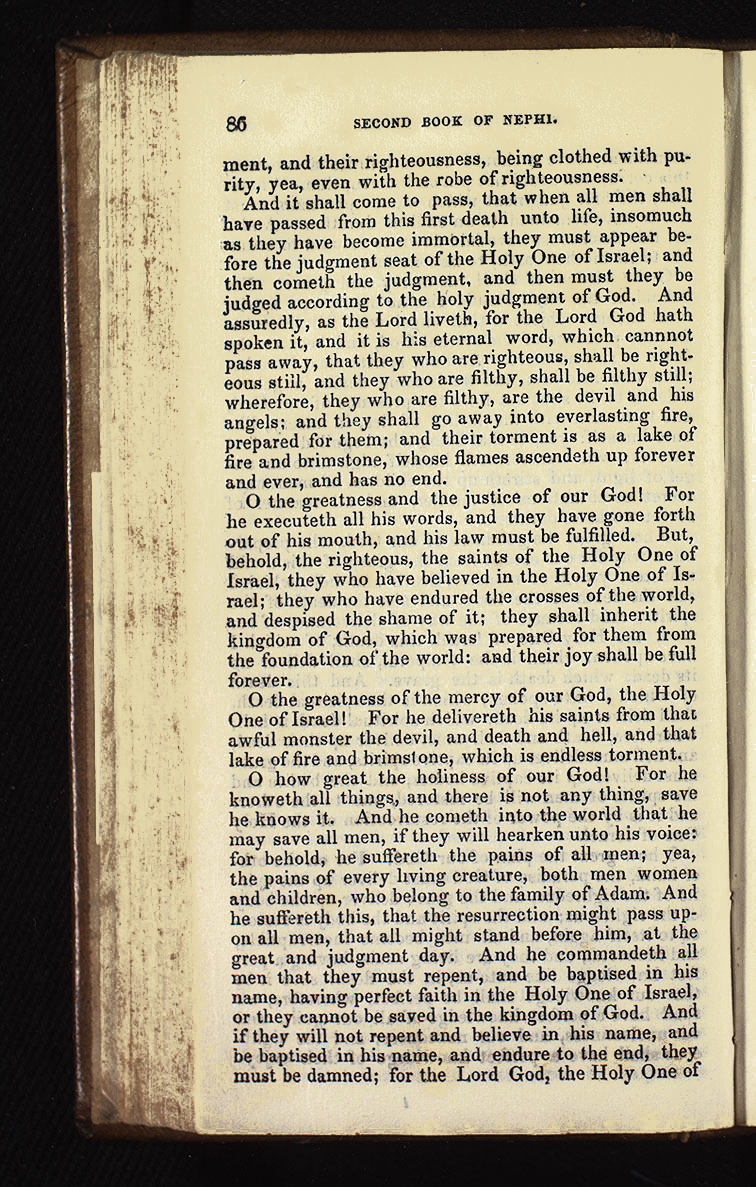 86 SECOND BOOK OF NEPHI.
ment, and their righteousness, being clothed with pu-
rity, yea, even with the robe of righteousness.
And it shall come to pass, that when all men shall
have passed from this first death unto life, insomuch
as they have become immortal, they must appear be-
fore the judgment seat of the Holy One of Israel; and
then cometh the judgment, and then must they be
judged according to the holy judgment of God. And
assuredly, as the Lord liveth, for the Lord God hath
spoken it, and it is his eternal word, which cannnot
pass away, that they who are righteous, shall be right-
eous still, and they who are filthy, shall be filthy still;
wherefore, they who are filthy, are the devil and his
angels; and they shall go away into everlasting fire,
prepared for them; and their torment is as a lake of
fire and brimstone, whose flames ascendeth up forever
and ever, and has no end.
O the greatness and the justice of our God! For
he executeth all his words, and they have gone forth
out of his mouth, and his law must be fulfilled. But,
behold, the righteous, the saints of the Holy One of
Israel, they who have believed in the Holy One of Is-
rael; they who have endured the crosses of the world,
and despised the shame of it; they shall inherit the
kingdom of God, which was prepared for them from
the foundation of the world: and their joy shall be full
forever.
O the greatness of the mercy of our God, the Holy
One of Israel! For he delivereth his saints from that
awful monster the devil, and death and hell, and that
lake of fire and brimstone, which is endless torment.
O how great the holiness of our God! For he
knoweth all things, and there is not any thing, save
he knows it. And he cometh into the world that he
may save all men, if they will hearken unto his voice:
for behold, he suffereth the pains of all men; yea,
the pains of every living creature, both men women
and children, who belong to the family of Adam. And
he suffereth this, that the resurrection might pass up-
on all men, that all might stand before him, at the
great and judgment day. And he commandeth all
men that they must repent, and be baptised in his
name, having perfect faith in the Holy One of Israel,
or they cannot be saved in the kingdom of God. And
if they will not repent and believe in his name, and
be baptised in his name, and endure to the end, they
must be damned; for the Lord God, the Holy One of